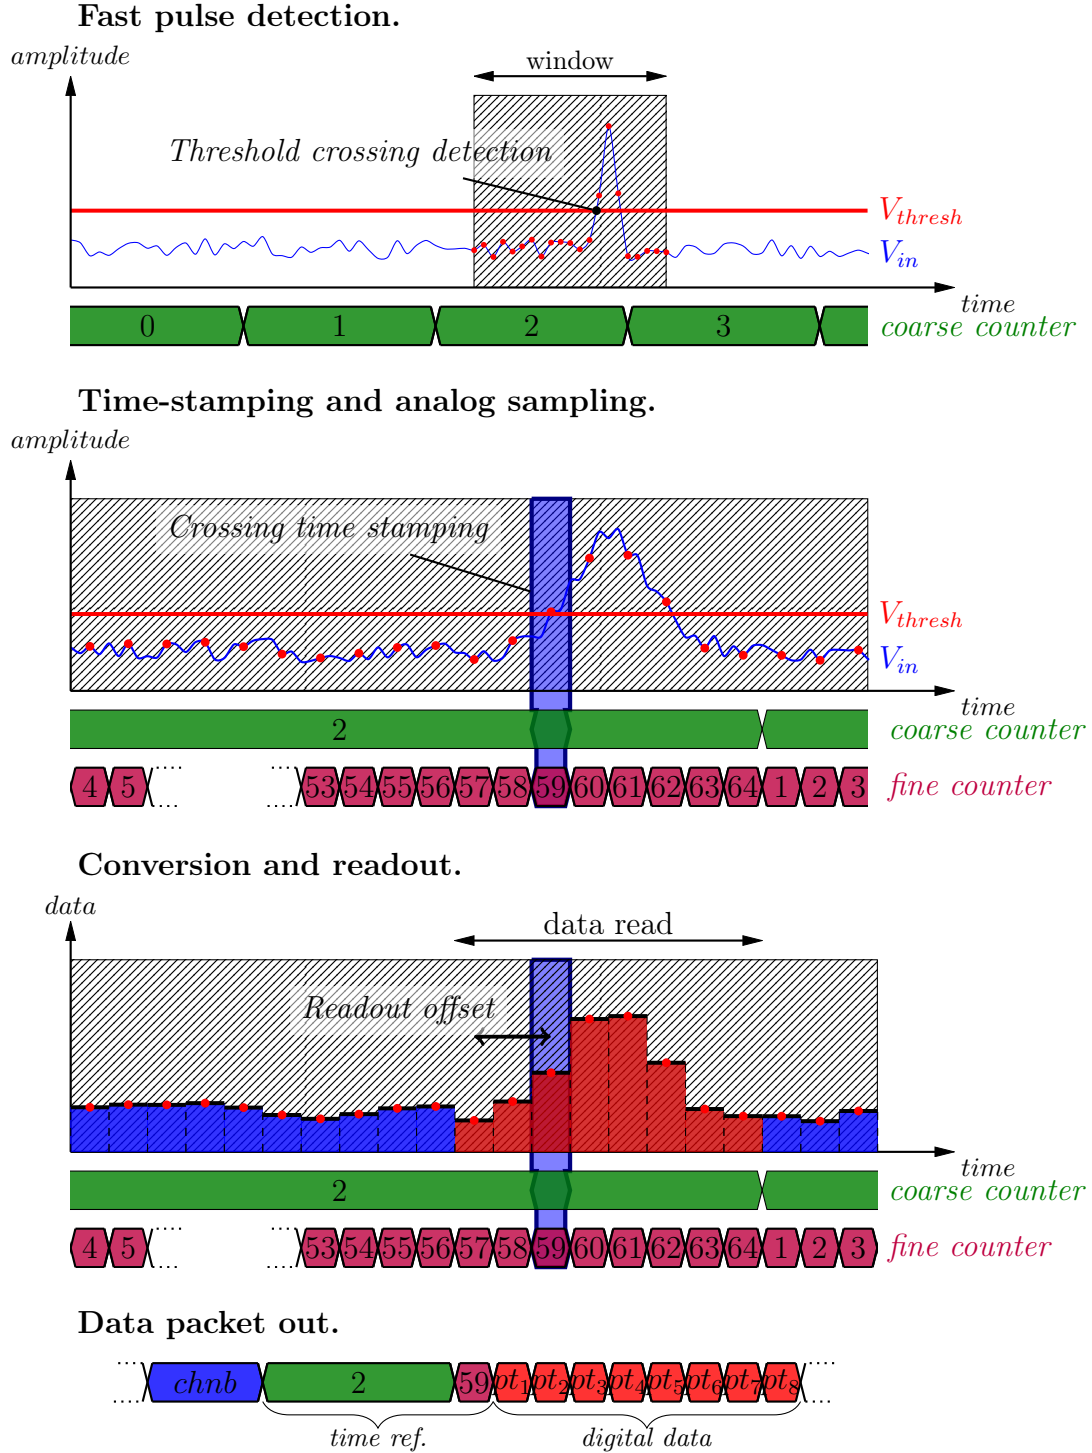 Fast pulse detection.
amplitude
window
Threshold crossing detection
V_thresh
V_in
time
0 1 2 3 coarse counter
Time-stamping and analog sampling.
amplitude
Crossing time stamping
V_thresh
V_in
time
2 coarse counter
4 5 53 54 55 56 57 58 59 60 61 62 63 64 1 2 3 fine counter
Conversion and readout.
data
data read
Readout offset
time
2 coarse counter
4 5 53 54 55 56 57 58 59 60 61 62 63 64 1 2 3 fine counter
Data packet out.
chnb 2 59 pt1 pt2 pt3 pt4 pt5 pt6 pt7 pt8
time ref. digital data